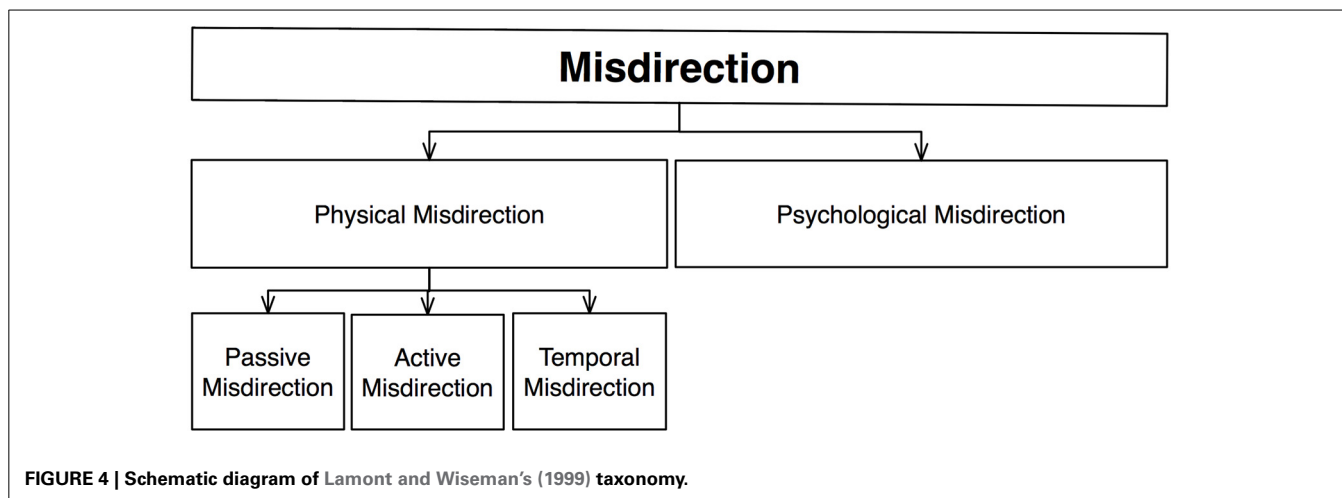 Misdirection
Physical Misdirection
Psychological Misdirection
Passive
Misdirection
Active
Misdirection
Temporal
Misdirection
FIGURE 4 | Schematic diagram of Lamont and Wiseman’s (1999) taxonomy.